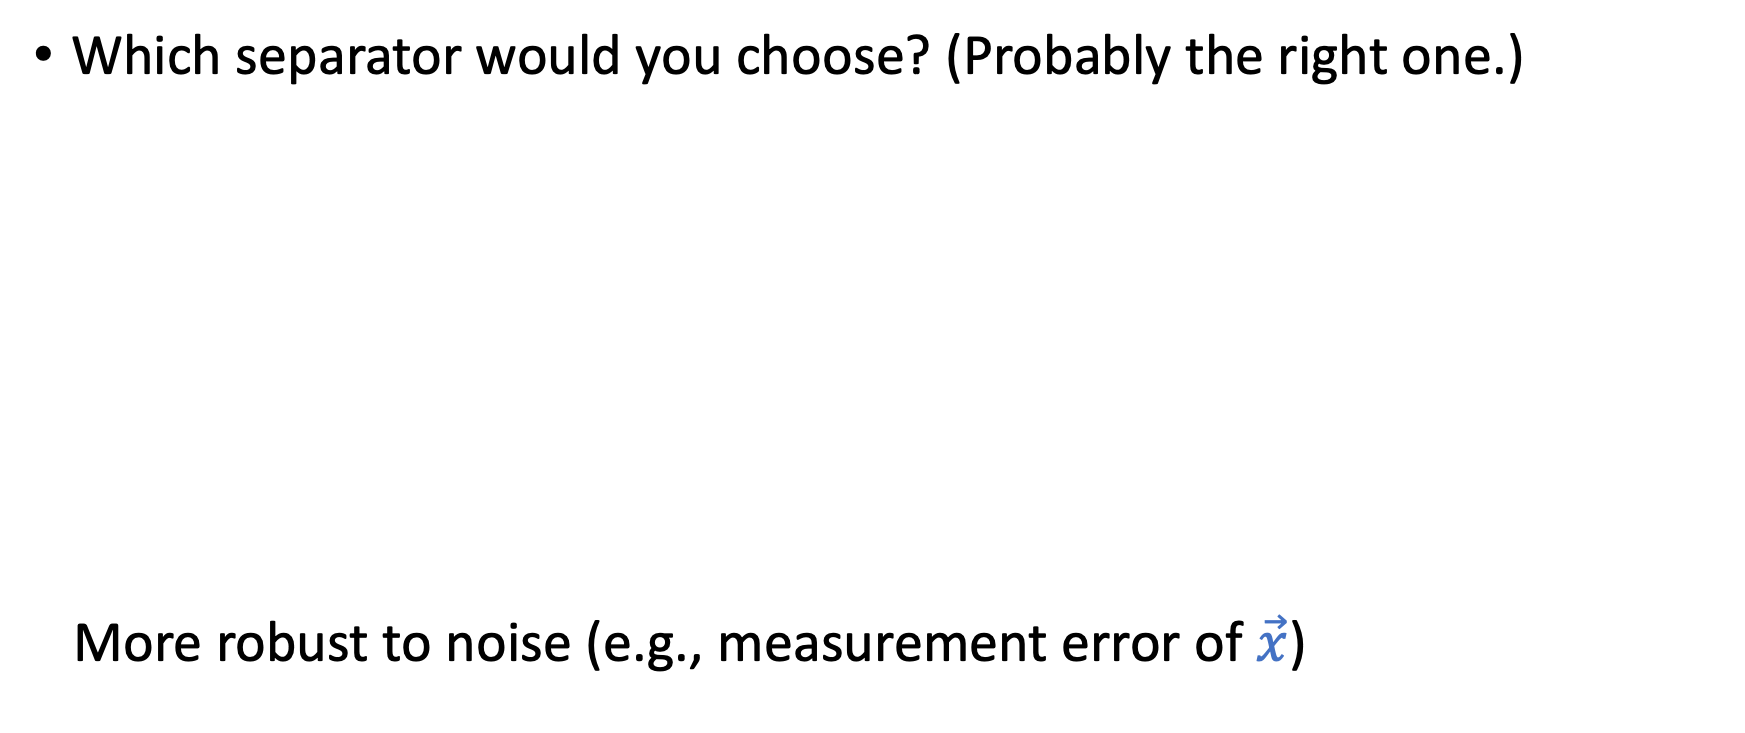 • Which separator would you choose? (Probably the right one.)
More robust to noise (e.g., measurement error of x⃗)